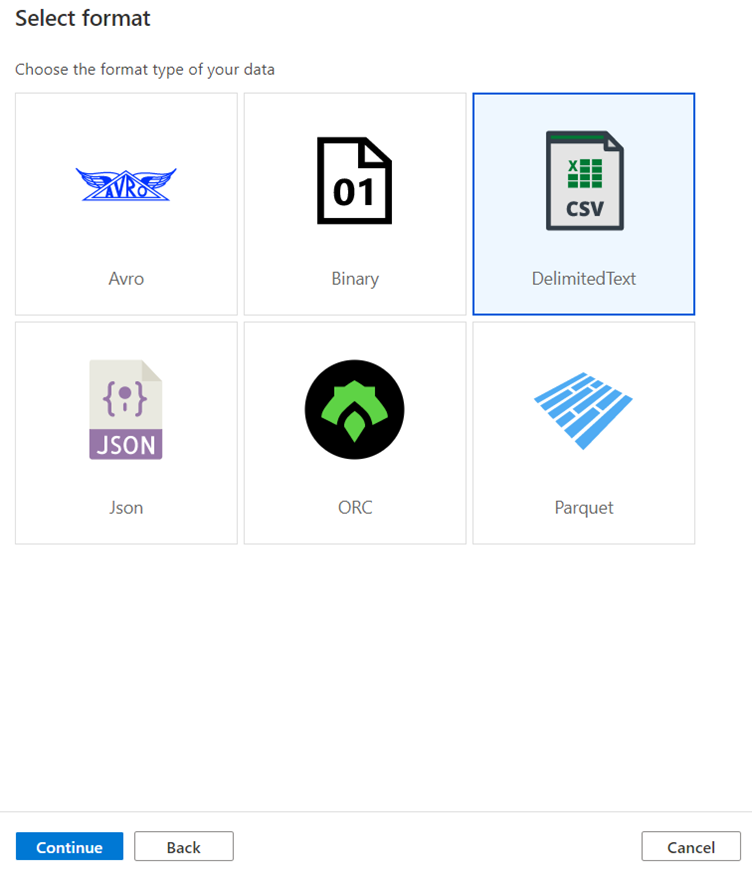 Select format
Choose the format type of your data
AVRO
01
X
CSV
Avro
Binary
DelimitedText
{ }
JSON
Json
ORC
Parquet
Continue
Back
Cancel